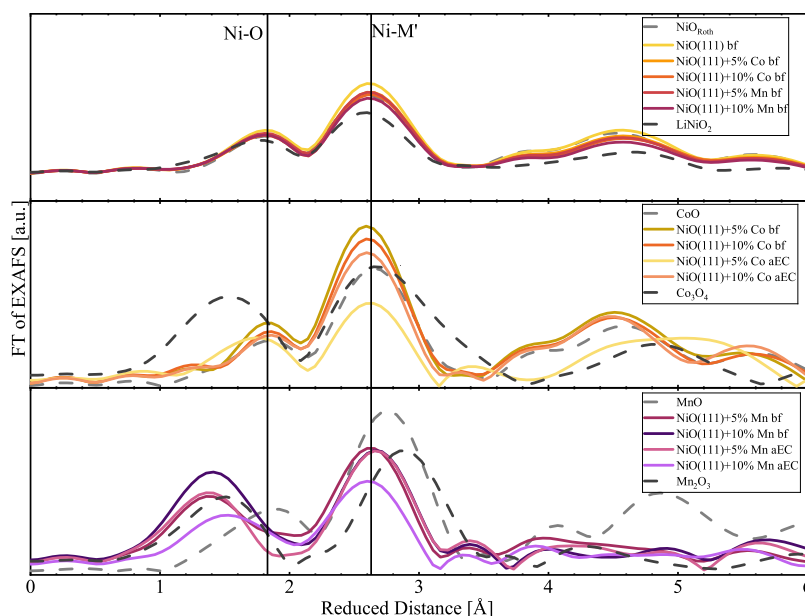 Ni-O
Ni-M'
NiORoth
NiO(111) bf
NiO(111)+5% Co bf
NiO(111)+10% Co bf
NiO(111)+5% Mn bf
NiO(111)+10% Mn bf
LiNiO2
CoO
NiO(111)+5% Co bf
NiO(111)+10% Co bf
NiO(111)+5% Co aEC
NiO(111)+10% Co aEC
Co3O4
FT of EXAFS [a.u.]
MnO
NiO(111)+5% Mn bf
NiO(111)+10% Mn bf
NiO(111)+5% Mn aEC
NiO(111)+10% Mn aEC
Mn2O3
0 1 2 3 4 5 6
Reduced Distance [Å]